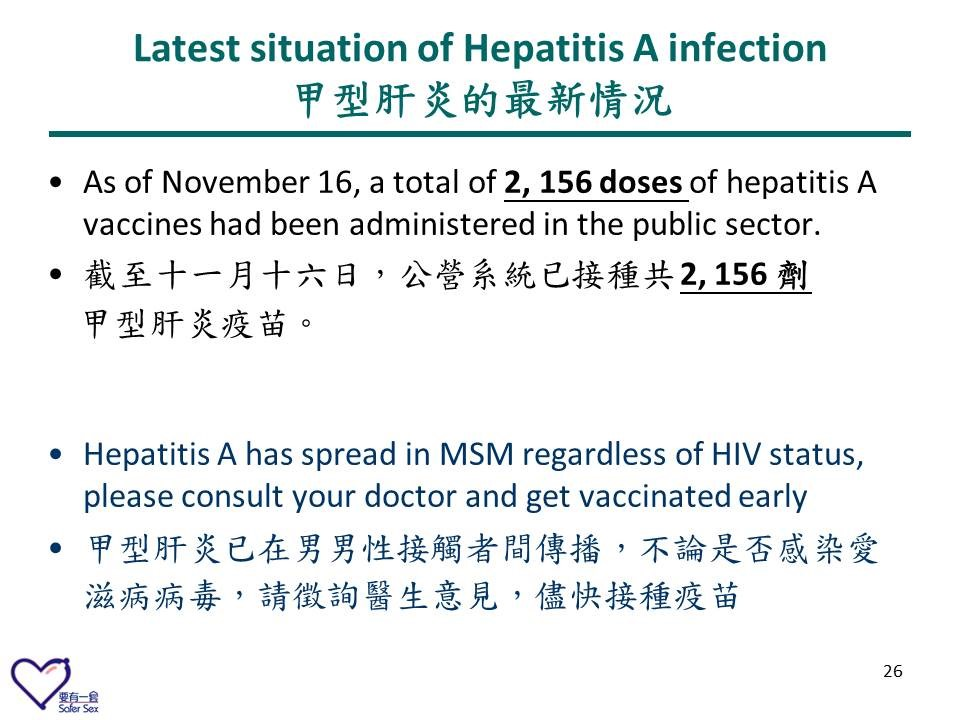 Latest situation of Hepatitis A infection
甲型肝炎的最新情況
• As of November 16, a total of 2, 156 doses of hepatitis A
vaccines had been administered in the public sector.
• 截至十一月十六日，公營系統已接種共2, 156 劑
甲型肝炎疫苗。
• Hepatitis A has spread in MSM regardless of HIV status,
please consult your doctor and get vaccinated early
• 甲型肝炎已在男男性接觸者間傳播，不論是否感染愛
滋病病毒，請徵詢醫生意見，儘快接種疫苗
要有一套
Safer Sex
26